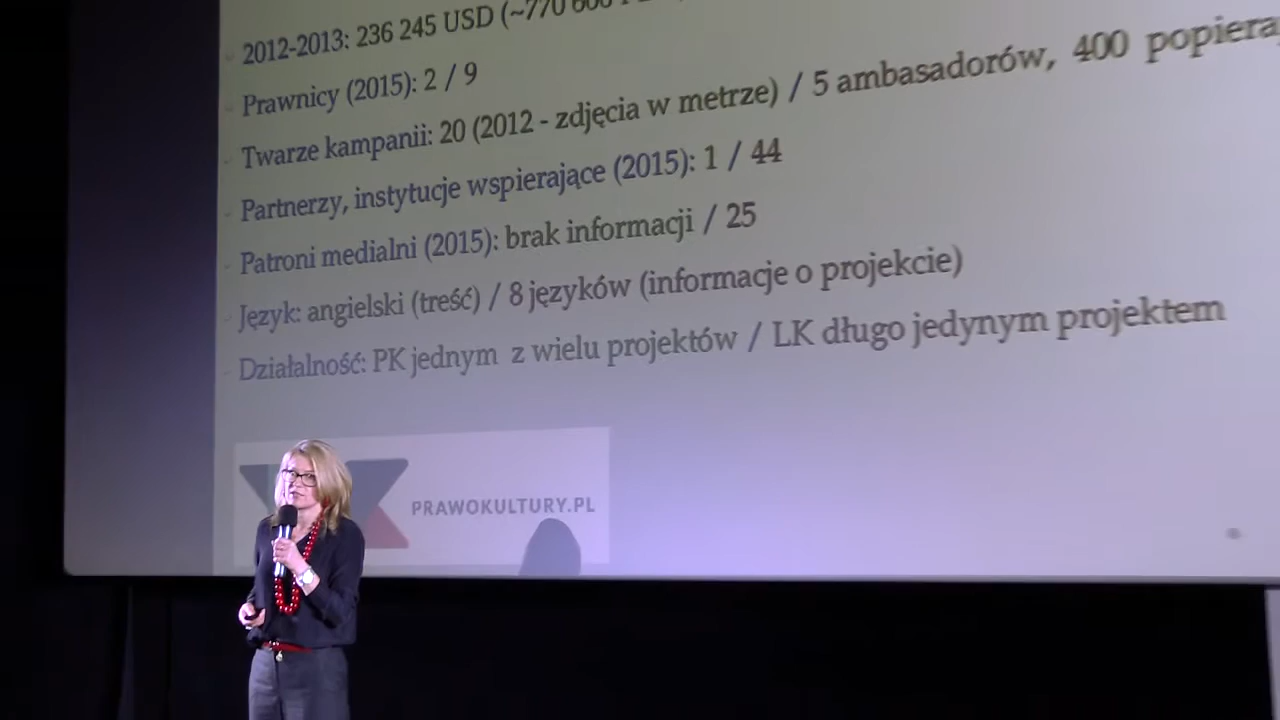 2012-2013: 236 245 USD (~770 600
Prawnicy (2015): 2 / 9
Twarze kampanii: 20 (2012 - zdjęcia w metrze) / 5 ambasadorów, 400
Partnerzy, instytucje wspierające (2015): 1 / 44
Patroni medialni (2015): brak informacji / 25
Język: angielski (treść) / 8 języków (informacje o projekcie)
Działalność: PK jednym z wielu projektów / LK długo jedynym projektem
PRAWOKULTURY.PL